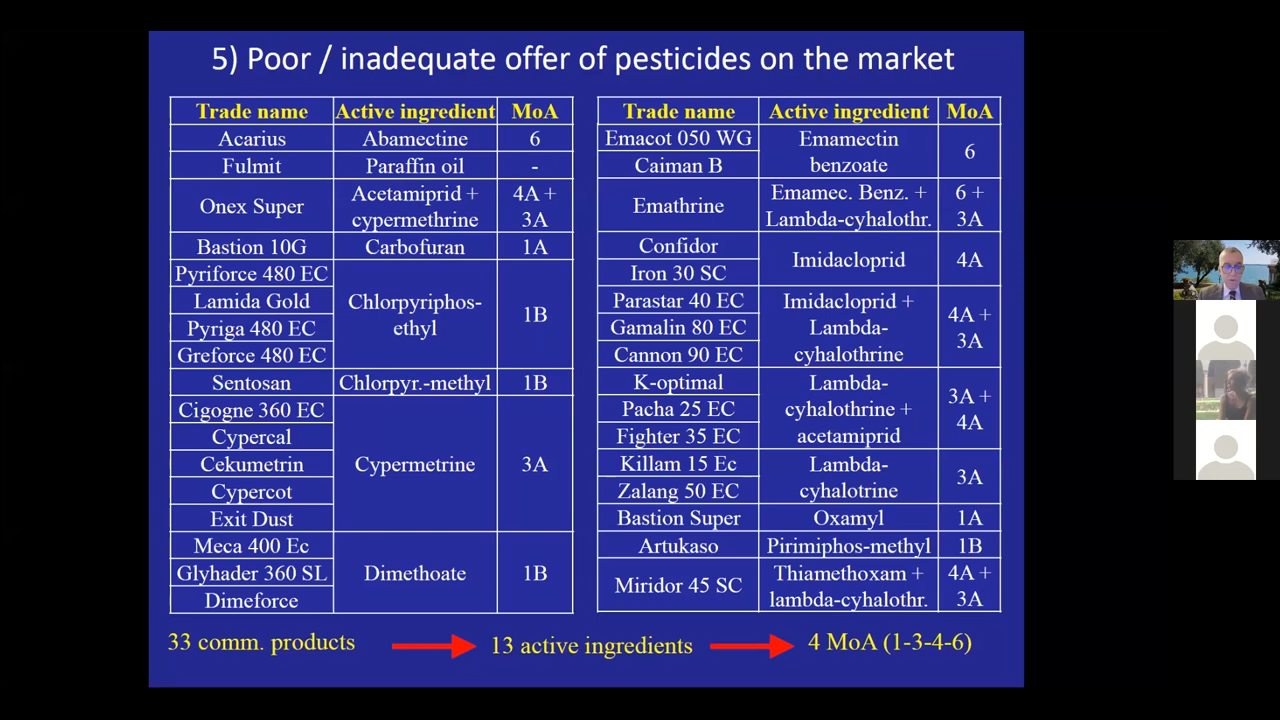 5) Poor / inadequate offer of pesticides on the market
Trade name Active ingredient MoA
Acarius Abamectine 6
Fulmit Paraffin oil -
Onex Super Acetamiprid + cypermethrine 4A + 3A
Bastion 10G Carbofuran 1A
Pyriforce 480 EC Chlorpyriphos-ethyl 1B
Lamida Gold
Pyriga 480 EC
Greforce 480 EC
Sentosan Chlorpyr.-methyl 1B
Cigogne 360 EC Cypermetrine 3A
Cypercal
Cekumetrin
Cypercot
Exit Dust
Meca 400 Ec Dimethoate 1B
Glyhader 360 SL
Dimeforce
Trade name Active ingredient MoA
Emacot 050 WG Emamectin benzoate 6
Caiman B
Emathrine Emamec. Benz. + Lambda-cyhalothr. 6 + 3A
Confidor Imidacloprid 4A
Iron 30 SC
Parastar 40 EC Imidacloprid + Lambda-cyhalothrine 4A + 3A
Gamalin 80 EC
Cannon 90 EC
K-optimal Lambda-cyhalothrine + acetamiprid 3A + 4A
Pacha 25 EC
Fighter 35 EC
Killam 15 Ec Lambda-cyhalotrine 3A
Zalang 50 EC
Bastion Super Oxamyl 1A
Artukaso Pirimiphos-methyl 1B
Miridor 45 SC Thiamethoxam + lambda-cyhalothr. 4A + 3A
33 comm. products 13 active ingredients 4 MoA (1-3-4-6)